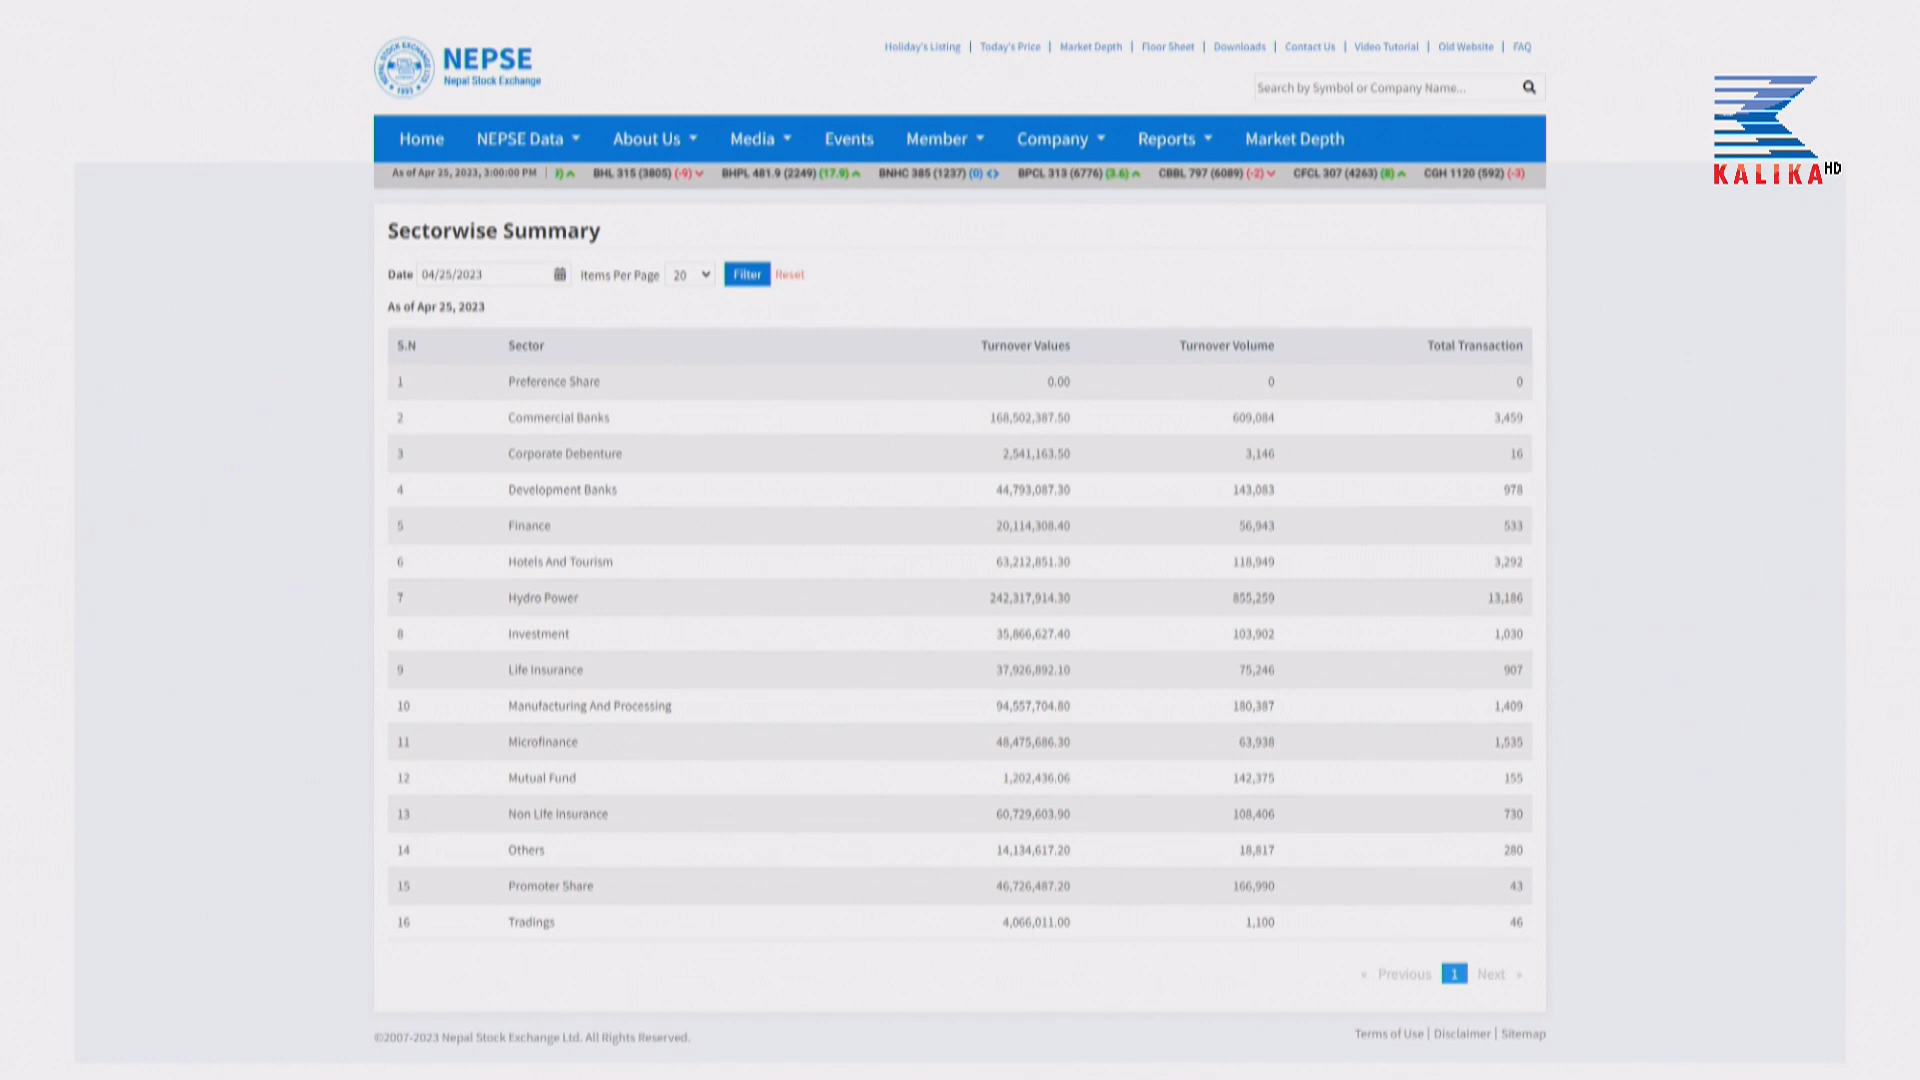 NEPSE
Nepal Stock Exchange
Holiday's Listing | Today's Price | Market Depth | Floor Sheet | Downloads | Contact Us | Video Tutorial | Old Website | FAQ
Search by Symbol or Company Name...
KALIKA HD
Home NEPSE Data About Us Media Events Member Company Reports Market Depth
As of Apr 25, 2023, 3:00:00 PM | BHL 315 (3805) (-9) BHPL 481.9 (2249) (17.9) BNHC 385 (1237) (0) BPCL 313 (6776) (3.6) CBBL 797 (6089) (-2) CFCL 307 (4263) (8) CGH 1120 (592) (-3)
Sectorwise Summary
Date 04/25/2023 Items Per Page 20 Filter Reset
As of Apr 25, 2023
S.N Sector Turnover Values Turnover Volume Total Transaction
1 Preference Share 0.00 0 0
2 Commercial Banks 168,502,387.50 609,084 3,459
3 Corporate Debenture 2,541,163.50 3,146 16
4 Development Banks 44,793,087.30 143,083 978
5 Finance 20,114,308.40 56,943 533
6 Hotels And Tourism 63,212,851.30 118,949 3,292
7 Hydro Power 242,317,914.30 855,259 13,186
8 Investment 35,866,627.40 103,902 1,030
9 Life Insurance 37,926,892.10 75,246 907
10 Manufacturing And Processing 94,557,704.80 180,387 1,409
11 Microfinance 48,475,686.30 63,938 1,535
12 Mutual Fund 1,202,436.06 142,375 155
13 Non Life Insurance 60,729,603.90 108,406 730
14 Others 14,134,617.20 18,817 280
15 Promoter Share 46,726,487.20 166,990 43
16 Tradings 4,066,011.00 1,100 46
« Previous 1 Next »
©2007-2023 Nepal Stock Exchange Ltd. All Rights Reserved.
Terms of Use | Disclaimer | Sitemap